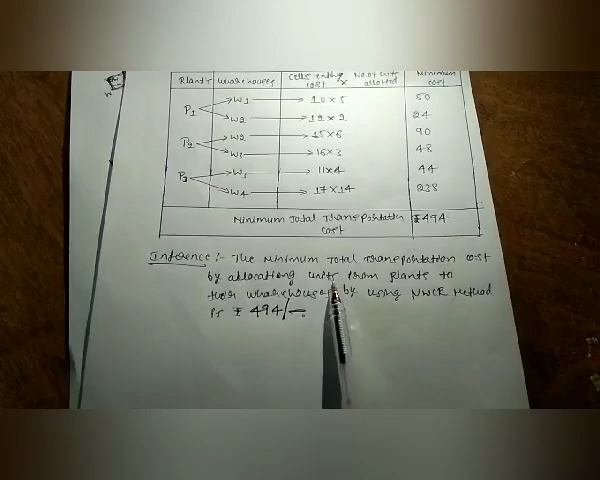 Plants Warehouses Cells entity cost × No. of units allotted Minimum cost
P1 W1 10 × 5 50
W2 12 × 2 24
P2 W2 15×6 90
W3 16×3 48
P3 W3 11×4 44
W4 17×14 238
Minimum Total Transportation cost ₹494
Inference :- The Minimum Total Transportation cost
by allocationg units from Plants to
their warehouses by using NWCR Method
is ₹ 494/-